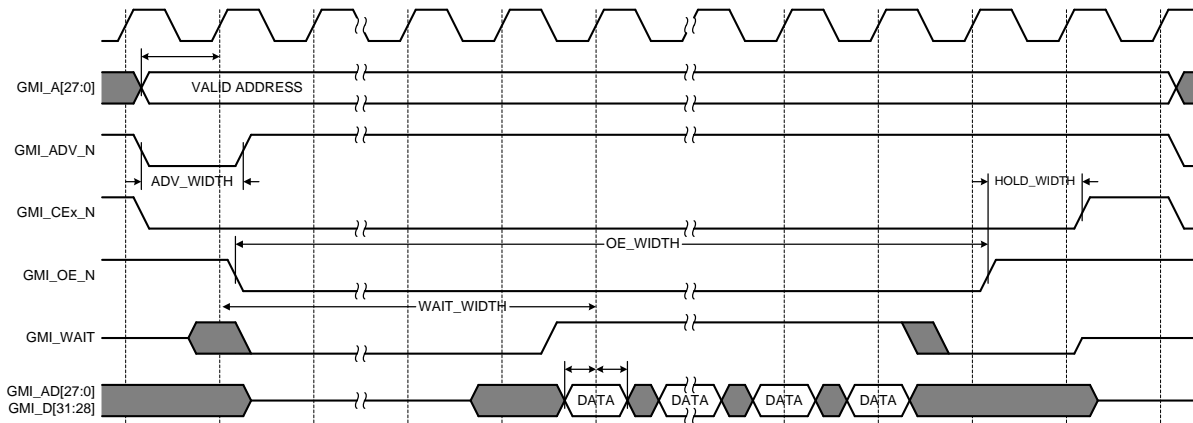 GMI_A[27:0]
VALID ADDRESS
GMI_ADV_N
ADV_WIDTH
HOLD_WIDTH
GMI_CEx_N
OE_WIDTH
GMI_OE_N
WAIT_WIDTH
GMI_WAIT
GMI_AD[27:0]
GMI_D[31:28]
DATA DATA DATA DATA